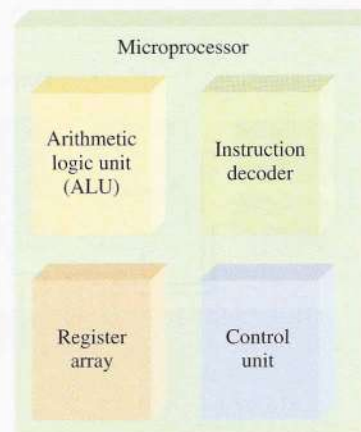 Microprocessor
Arithmetic
logic unit
(ALU)
Instruction
decoder
Register
array
Control
unit